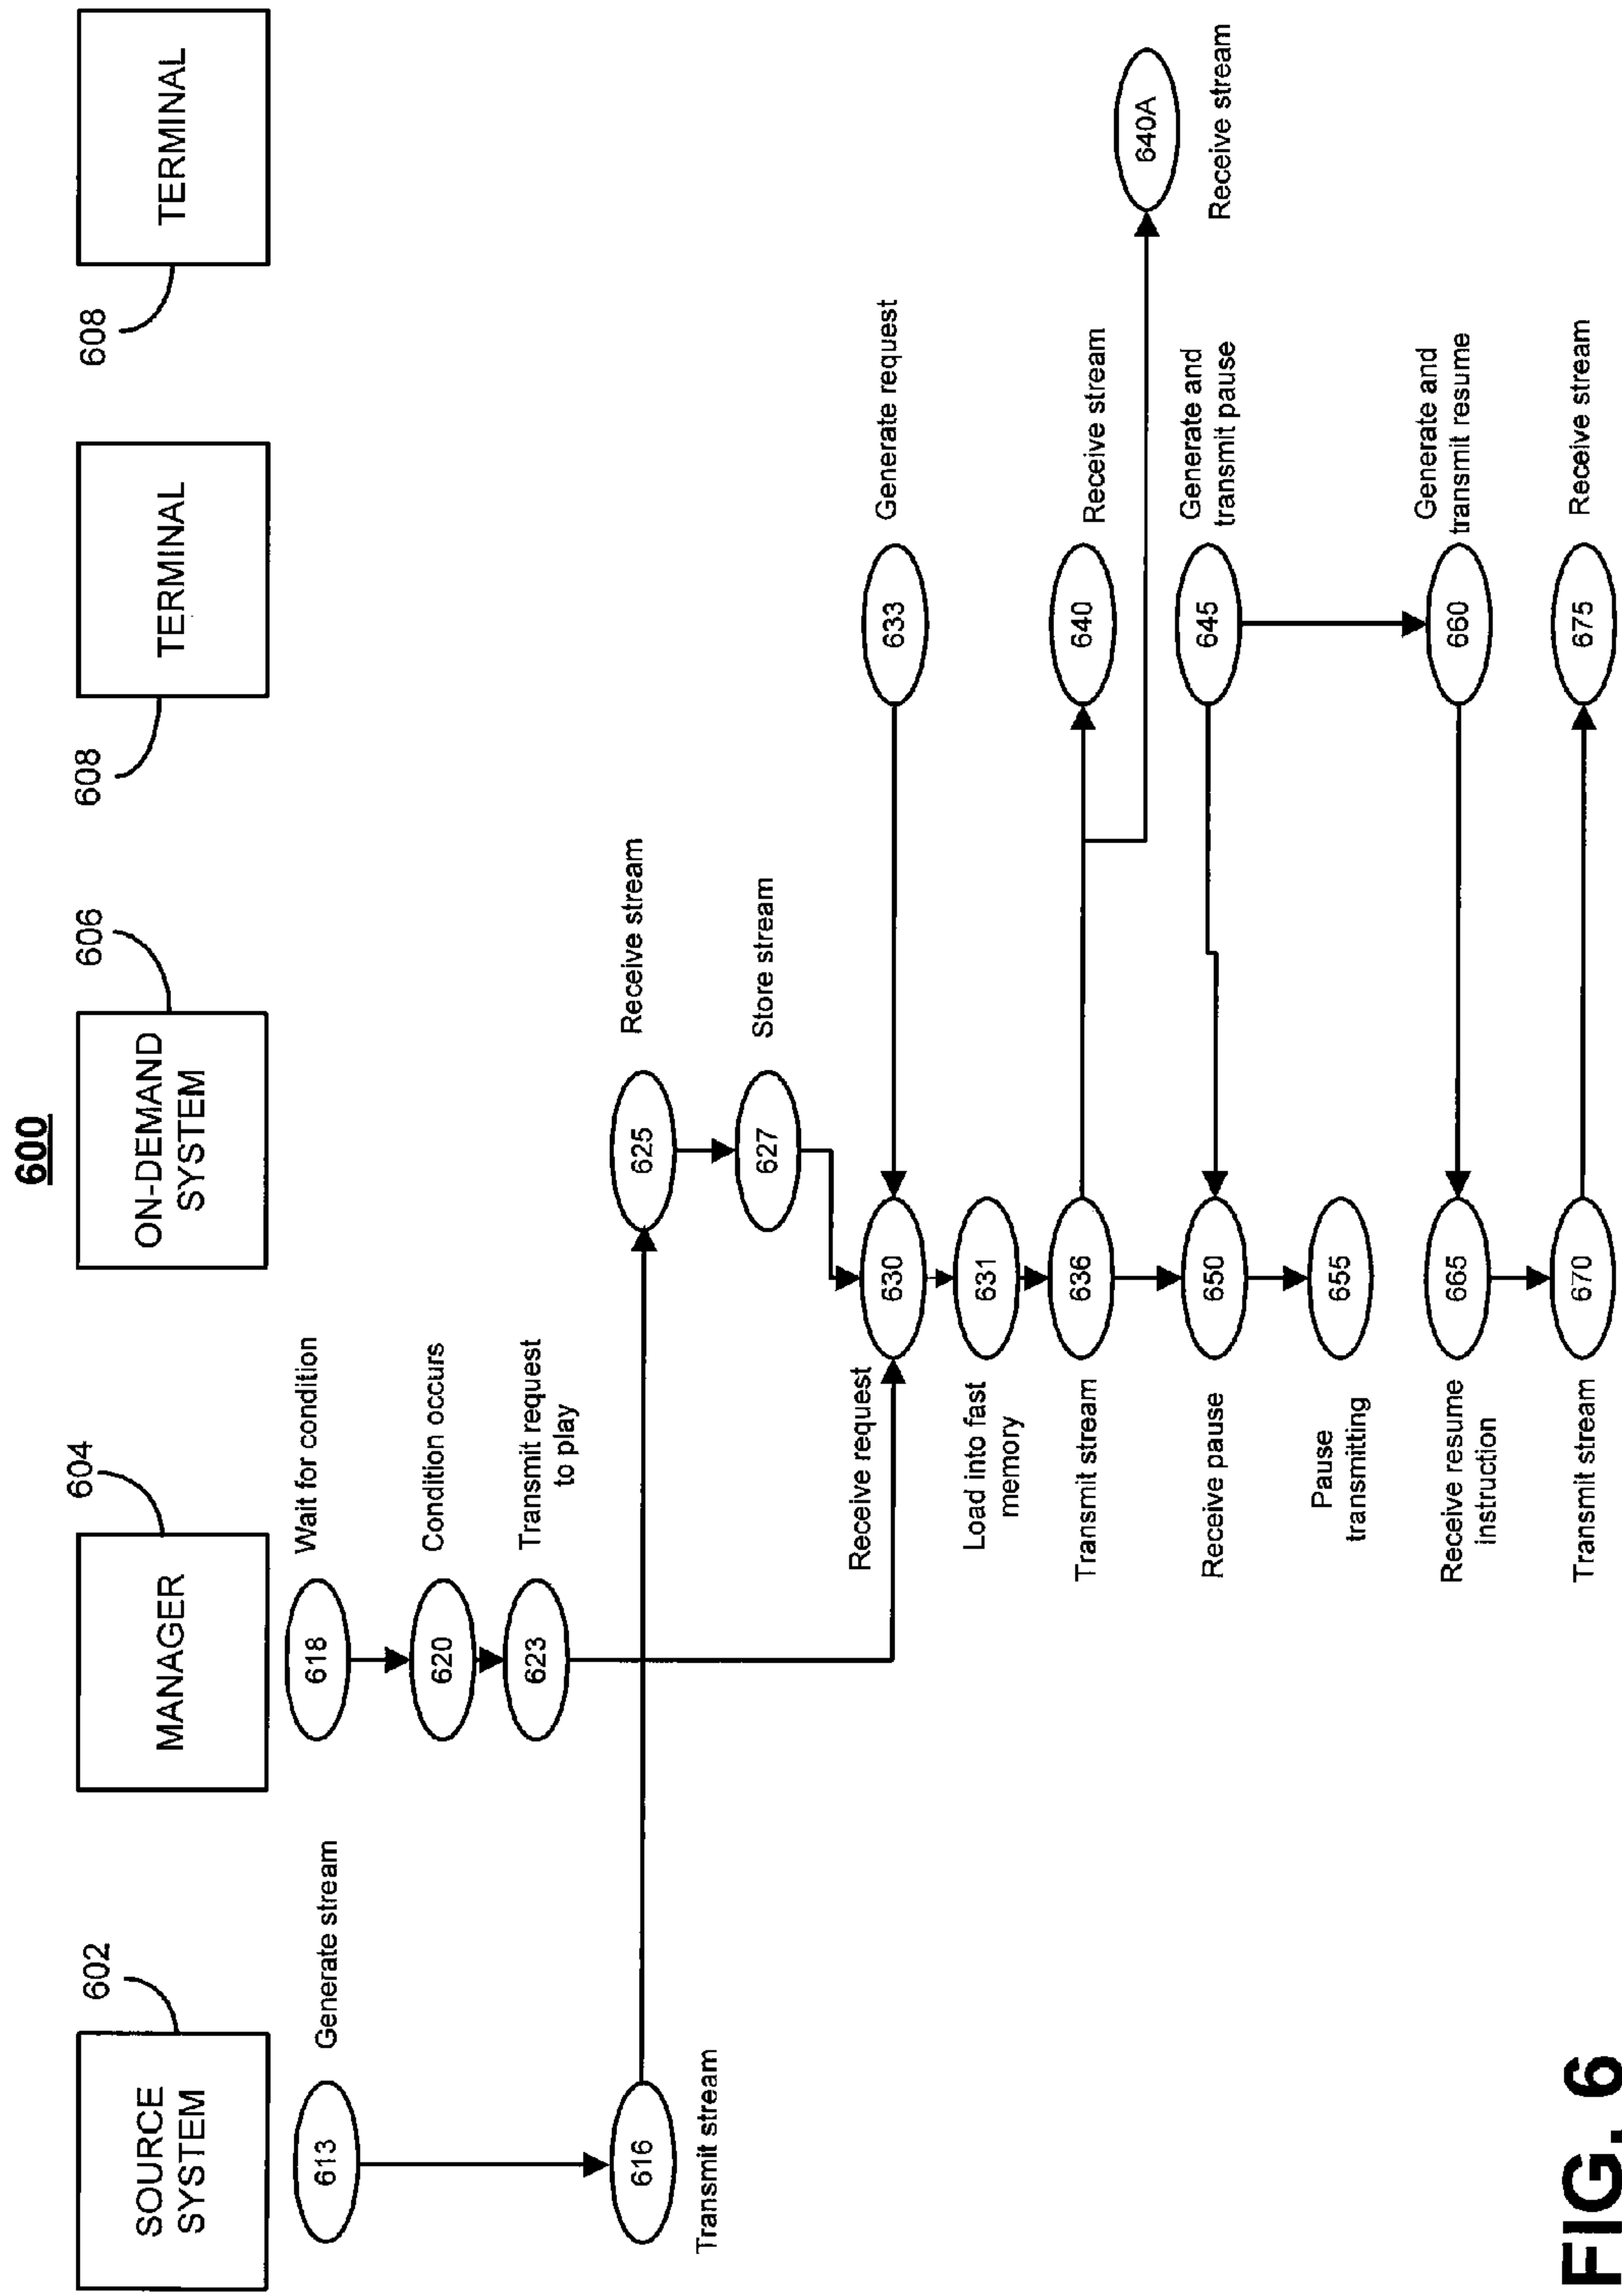 600
602
604
606
608
608
SOURCE
SYSTEM
MANAGER
ON-DEMAND
SYSTEM
TERMINAL
TERMINAL
613
Generate stream
618
Wait for condition
620
Condition occurs
623
Transmit request
to play
616
Transmit stream
625
Receive stream
627
Store stream
Receive request
630
633
Generate request
Load into fast
memory
631
Transmit stream
636
640
Receive stream
640A
Receive stream
Receive pause
650
645
Generate and
transmit pause
Pause
transmitting
655
Receive resume
instruction
665
660
Generate and
transmit resume
Transmit stream
670
675
Receive stream
FIG. 6